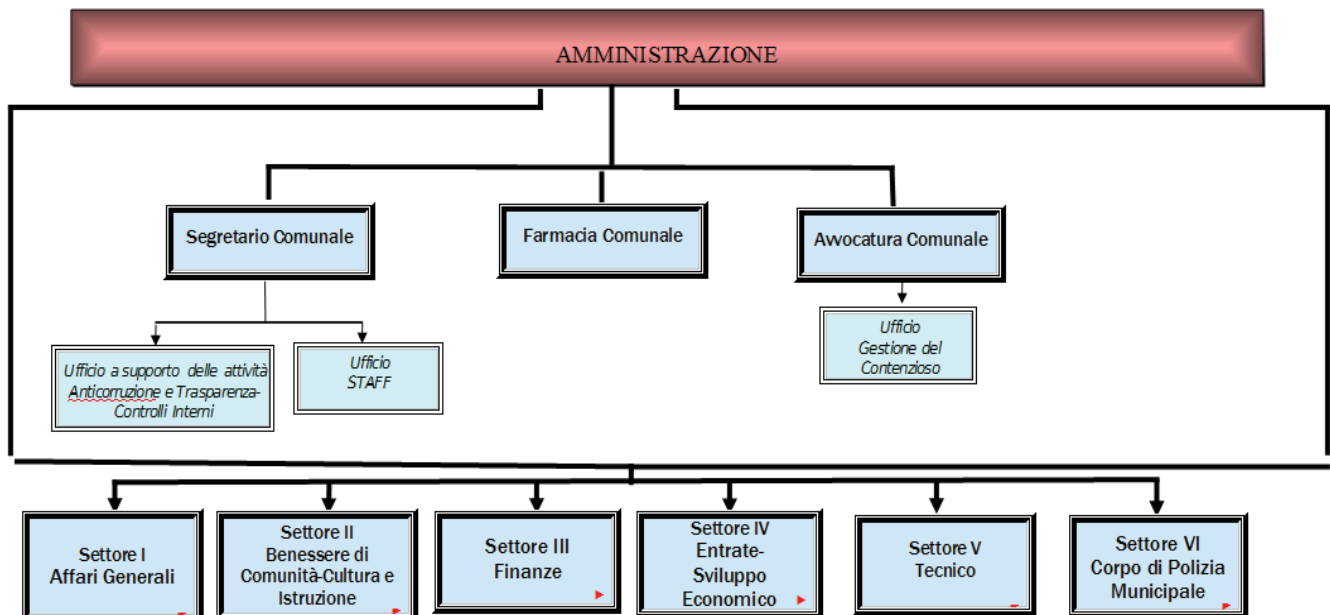 AMMINISTRAZIONE
Segretario Comunale
Farmacia Comunale
Avvocatura Comunale
Ufficio a supporto delle attività
Anticorruzione e Trasparenza-
Controlli Interni
Ufficio
STAFF
Ufficio
Gestione del
Contenzioso
Settore I
Affari Generali
Settore II
Benessere di
Comunità-Cultura e
Istruzione
Settore III
Finanze
Settore IV
Entrate-
Sviluppo
Economico
Settore V
Tecnico
Settore VI
Corpo di Polizia
Municipale